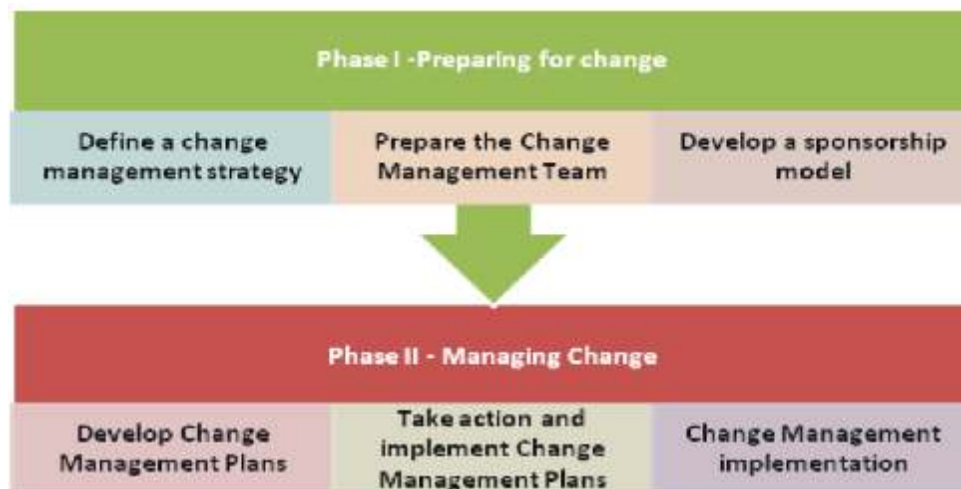 Phase I -Preparing for change
Define a change
management strategy
Prepare the Change
Management Team
Develop a sponsorship
model
Phase II - Managing Change
Develop Change
Management Plans
Take action and
implement Change
Management Plans
Change Management
implementation